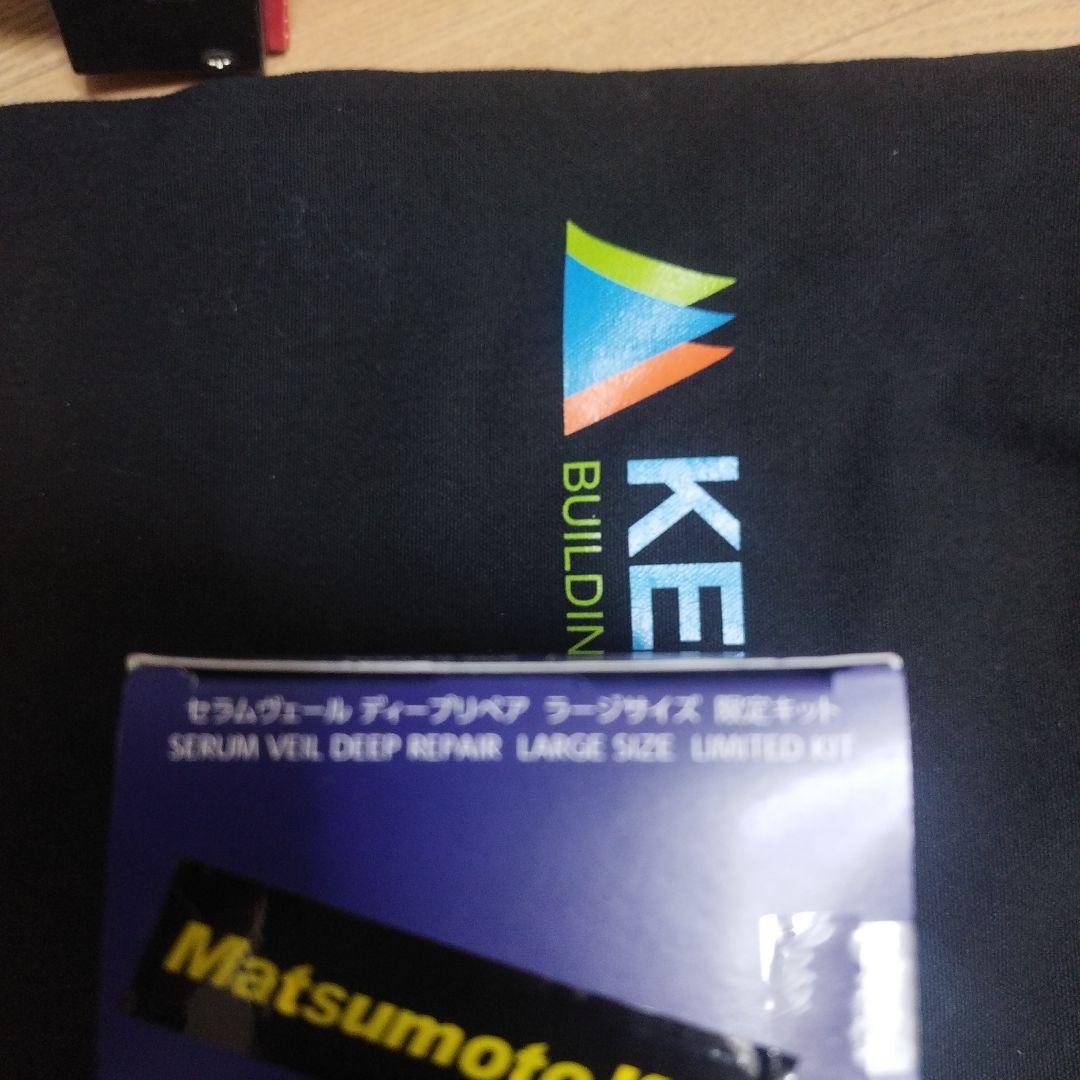 KE
BUILDIN
セラムヴェール ディープリペア ラージサイズ 限定キット
SERUM VEIL DEEP REPAIR LARGE SIZE LIMITED KIT
Matsumoto K